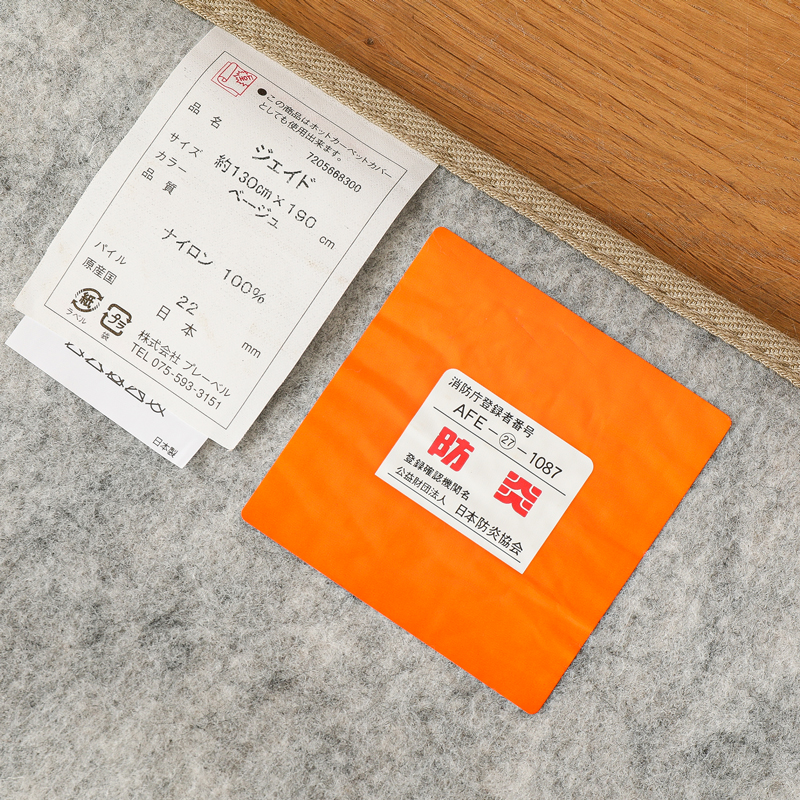 ●この商品はホットカーペットカバー
としても使用出来ます。
7205668300
品名 ジェイド
サイズ 約130cm×190cm
カラー ベージュ
品質
ナイロン 100%
パイル 22mm
原産国 日本
紙 プラ
ラベル 袋
株式会社 プレーベル
TEL 075-593-3151
日本製
消防庁登録者番号
AFE-㉗-1087
防炎
登録確認機関名
公益財団法人 日本防炎協会